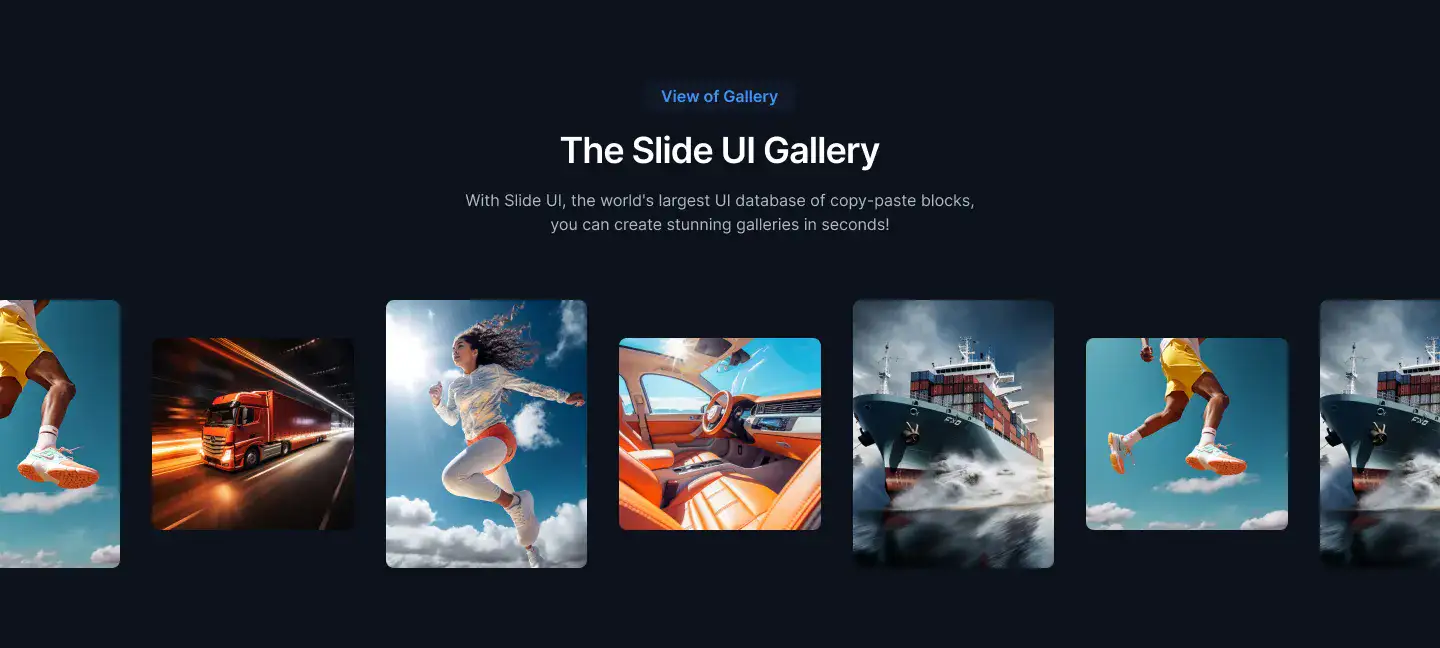 View of Gallery
The Slide UI Gallery
With Slide UI, the world's largest UI database of copy-paste blocks,
you can create stunning galleries in seconds!